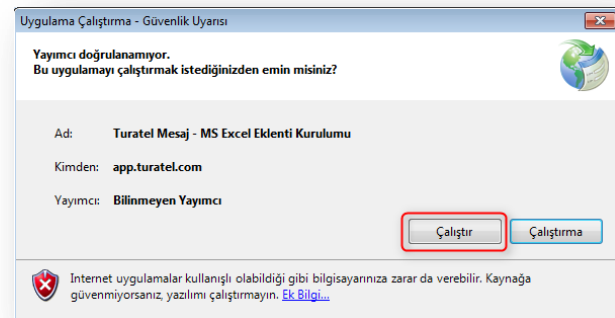 Uygulama Çalıştırma - Güvenlik Uyarısı
Yayımcı doğrulanamıyor.
Bu uygulamayı çalıştırmak istediğinizden emin misiniz?
Ad: Turatel Mesaj - MS Excel Eklenti Kurulumu
Kimden: app.turatel.com
Yayımcı: Bilinmeyen Yayımcı
Çalıştır Çalıştırma
Internet uygulamalar kullanışlı olabildiği gibi bilgisayarınıza zarar da verebilir. Kaynağa
güvenmiyorsanız, yazılımı çalıştırmayın. Ek Bilgi...